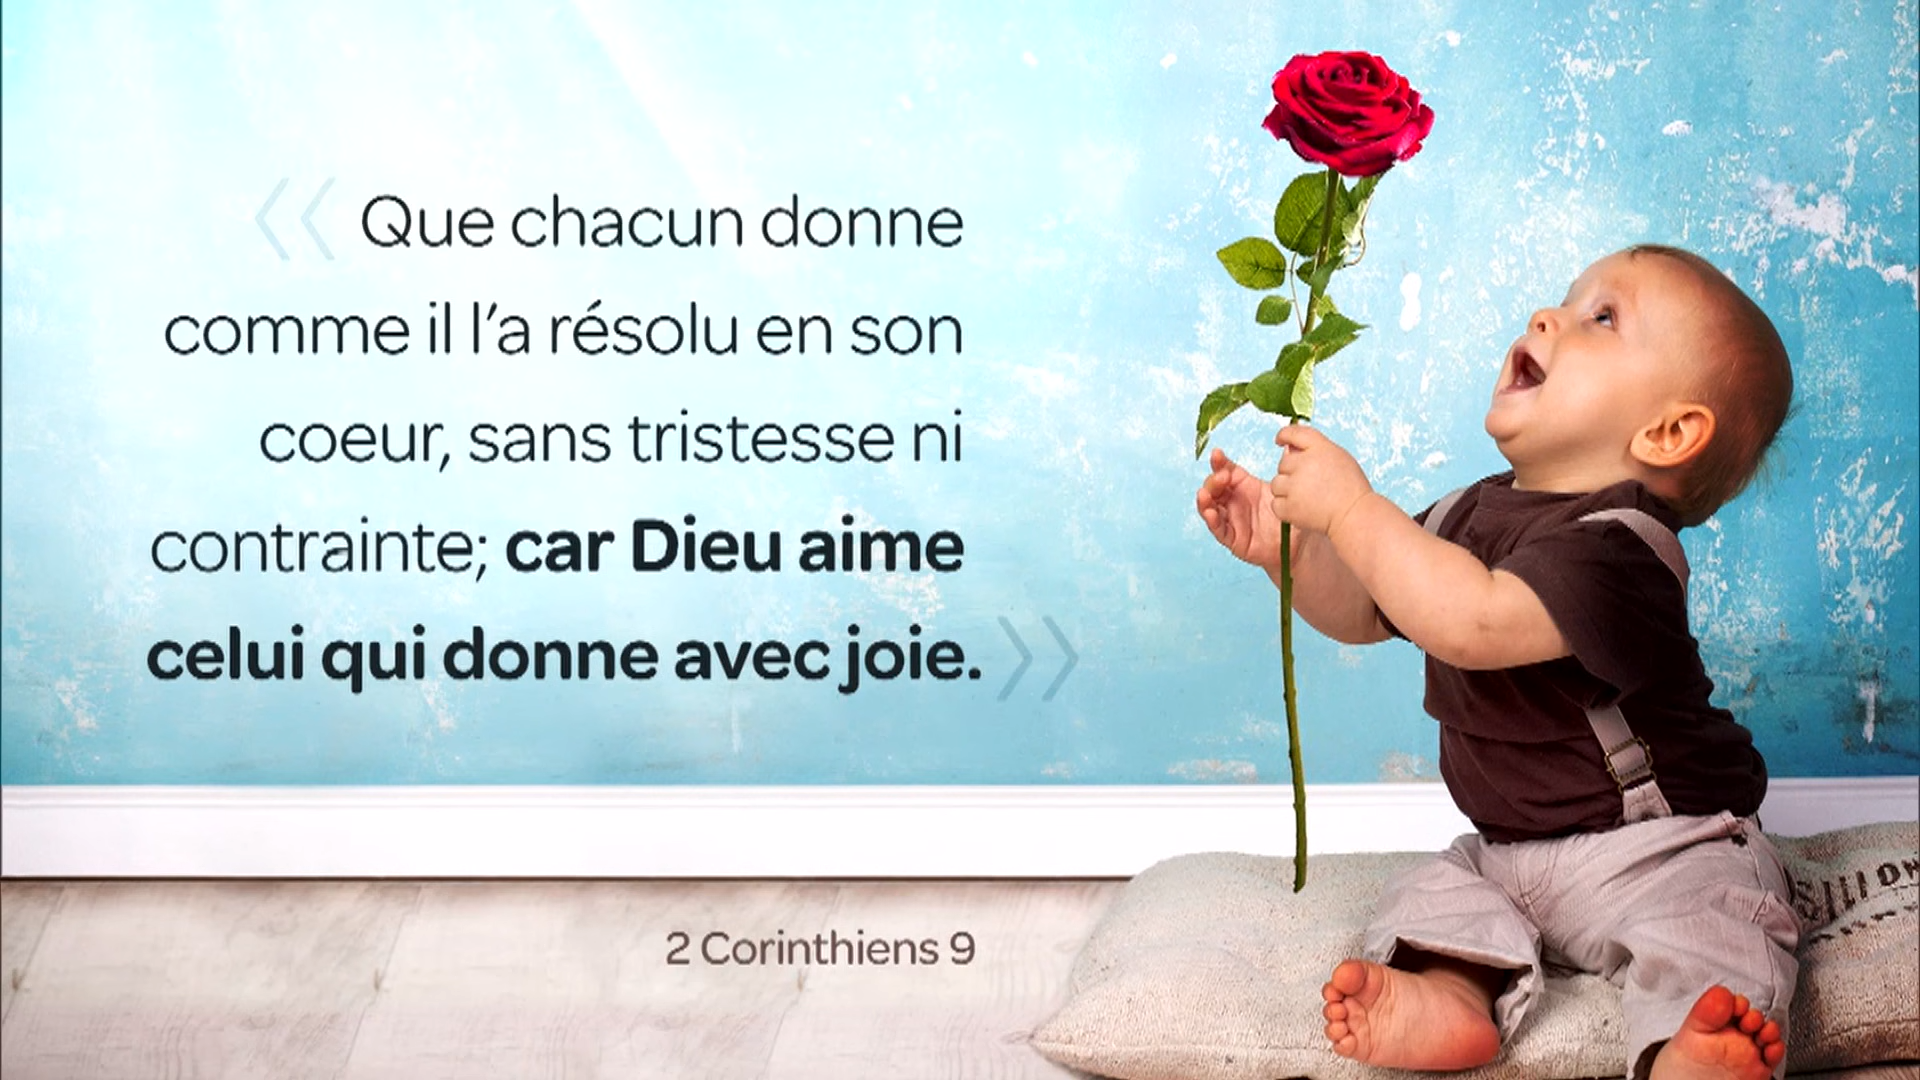 « Que chacun donne
comme il l'a résolu en son
coeur, sans tristesse ni
contrainte; car Dieu aime
celui qui donne avec joie. »
2 Corinthiens 9